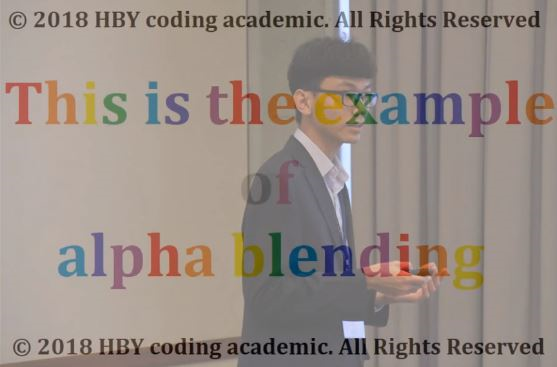 © 2018 HBY coding academic. All Rights Reserved
This is the example
of
alpha blending
© 2018 HBY coding academic. All Rights Reserved